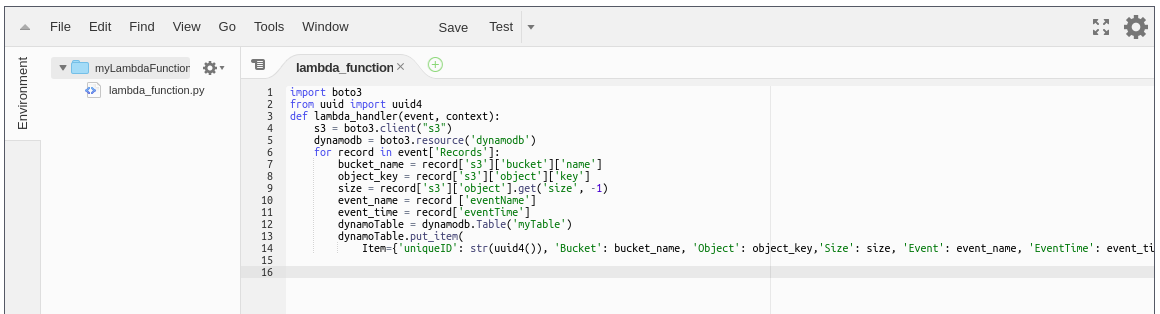 File Edit Find View Go Tools Window Save Test
Environment
myLambdaFunction
lambda_function.py
lambda_function ×
1 import boto3
2 from uuid import uuid4
3 def lambda_handler(event, context):
4 s3 = boto3.client("s3")
5 dynamodb = boto3.resource('dynamodb')
6 for record in event['Records']:
7 bucket_name = record['s3']['bucket']['name']
8 object_key = record['s3']['object']['key']
9 size = record['s3']['object'].get('size', -1)
10 event_name = record ['eventName']
11 event_time = record['eventTime']
12 dynamoTable = dynamodb.Table('myTable')
13 dynamoTable.put_item(
14 Item={'uniqueID': str(uuid4()), 'Bucket': bucket_name, 'Object': object_key,'Size': size, 'Event': event_name, 'EventTime': event_ti
15
16